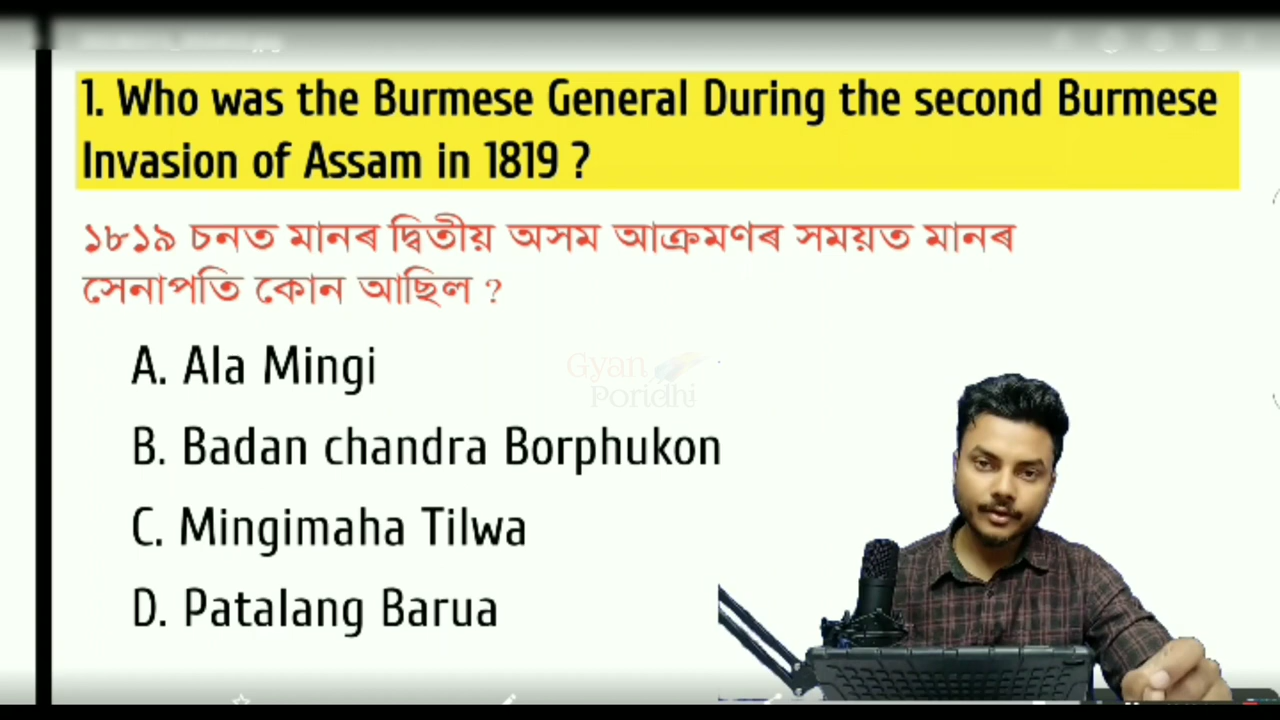 1. Who was the Burmese General During the second Burmese
Invasion of Assam in 1819 ?
১৮১৯ চনত মানৰ দ্বিতীয় অসম আক্ৰমণৰ সময়ত মানৰ
সেনাপতি কোন আছিল ?
A. Ala Mingi
Gyan
Poridhi
B. Badan chandra Borphukon
C. Mingimaha Tilwa
D. Patalang Barua